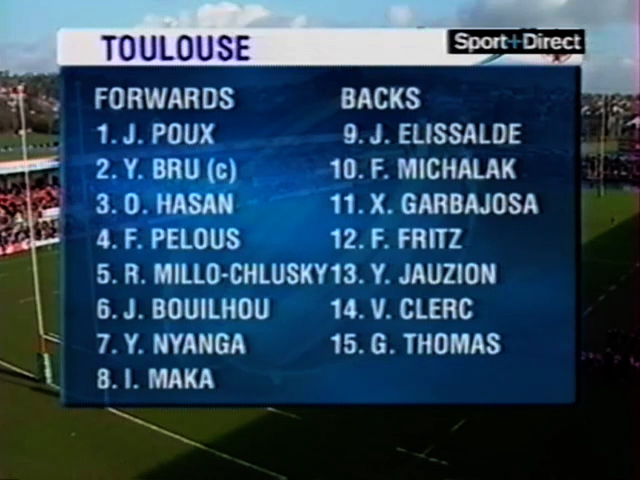 TOULOUSE
Sport+Direct
FORWARDS
1. J. POUX
2. Y. BRU (c)
3. O. HASAN
4. F. PELOUS
5. R. MILLO-CHLUSKY
6. J. BOUILHOU
7. Y. NYANGA
8. I. MAKA
BACKS
9. J. ELISSALDE
10. F. MICHALAK
11. X. GARBAJOSA
12. F. FRITZ
13. Y. JAUZION
14. V. CLERC
15. G. THOMAS